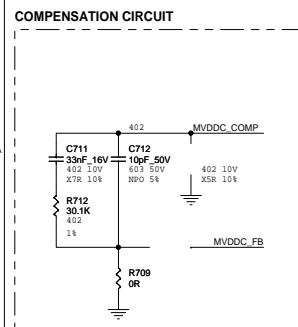 COMPENSATION CIRCUIT
402 MVDDC_COMP
C711
33nF_16V
402 10V
X7R 10%
C712
10pF_50V
603 50V
NPO 5%
402 10V
X5R 10%
R712
30.1K
402
1%
MVDDC_FB
R709
0R